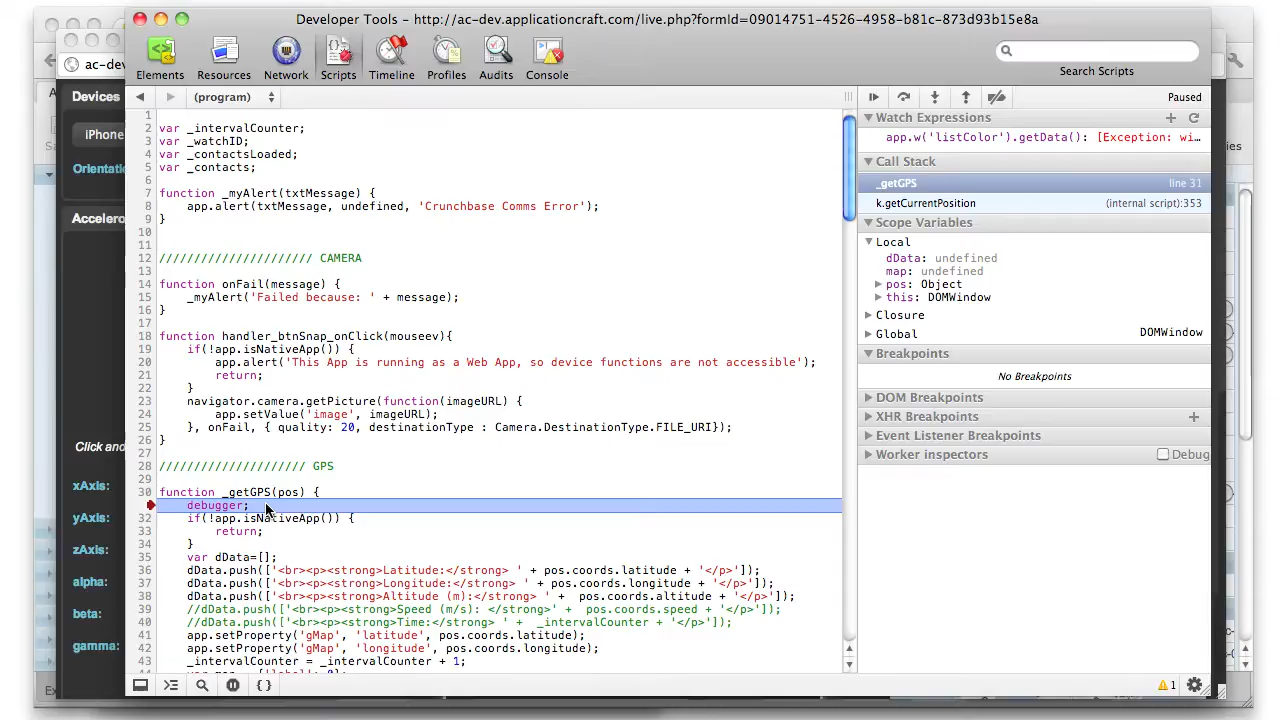 Developer Tools - http://ac-dev.applicationcraft.com/live.php?formId=09014751-4526-4958-b81c-873d93b15e8a
Elements Resources Network Scripts Timeline Profiles Audits Console
Search Scripts
ac-dev
Devices
iPhone
Acceleror
Click and
xAxis:
yAxis:
zAxis:
alpha:
beta:
gamma:
(program)
1
2 var _intervalCounter;
3 var _watchID;
4 var _contactsLoaded;
5 var _contacts;
6
7 function _myAlert(txtMessage) {
8 app.alert(txtMessage, undefined, 'Crunchbase Comms Error');
9 }
10
11
12 ////////////////////// CAMERA
13
14 function onFail(message) {
15 _myAlert('Failed because: ' + message);
16 }
17
18 function handler_btnSnap_onClick(mouseev){
19 if(!app.isNativeApp()) {
20 app.alert('This App is running as a Web App, so device functions are not accessible');
21 return;
22 }
23 navigator.camera.getPicture(function(imageURL) {
24 app.setValue('image', imageURL);
25 }, onFail, { quality: 20, destinationType : Camera.DestinationType.FILE_URI});
26 }
27
28 ///////////////////// GPS
29
30 function _getGPS(pos) {
debugger;
32 if(!app.isNativeApp()) {
33 return;
34 }
35 var dData=[];
36 dData.push(['<br><p><strong>Latitude:</strong> ' + pos.coords.latitude + '</p>']);
37 dData.push(['<br><p><strong>Longitude:</strong> ' + pos.coords.longitude + '</p>']);
38 dData.push(['<br><p><strong>Altitude (m):</strong> ' + pos.coords.altitude + '</p>']);
39 //dData.push(['<br><p><strong>Speed (m/s): </strong>' + pos.coords.speed + '</p>']);
40 //dData.push(['<br><p><strong>Time:</strong> ' + _intervalCounter + '</p>']);
41 app.setProperty('gMap', 'latitude', pos.coords.latitude);
42 app.setProperty('gMap', 'longitude', pos.coords.longitude);
43 _intervalCounter = _intervalCounter + 1;
Paused
Watch Expressions
app.w('listColor').getData(): [Exception: wi…
Call Stack
_getGPS line 31
k.getCurrentPosition (internal script):353
Scope Variables
Local
dData: undefined
map: undefined
pos: Object
this: DOMWindow
Closure
Global DOMWindow
Breakpoints
No Breakpoints
DOM Breakpoints
XHR Breakpoints
Event Listener Breakpoints
Worker inspectors Debug
1